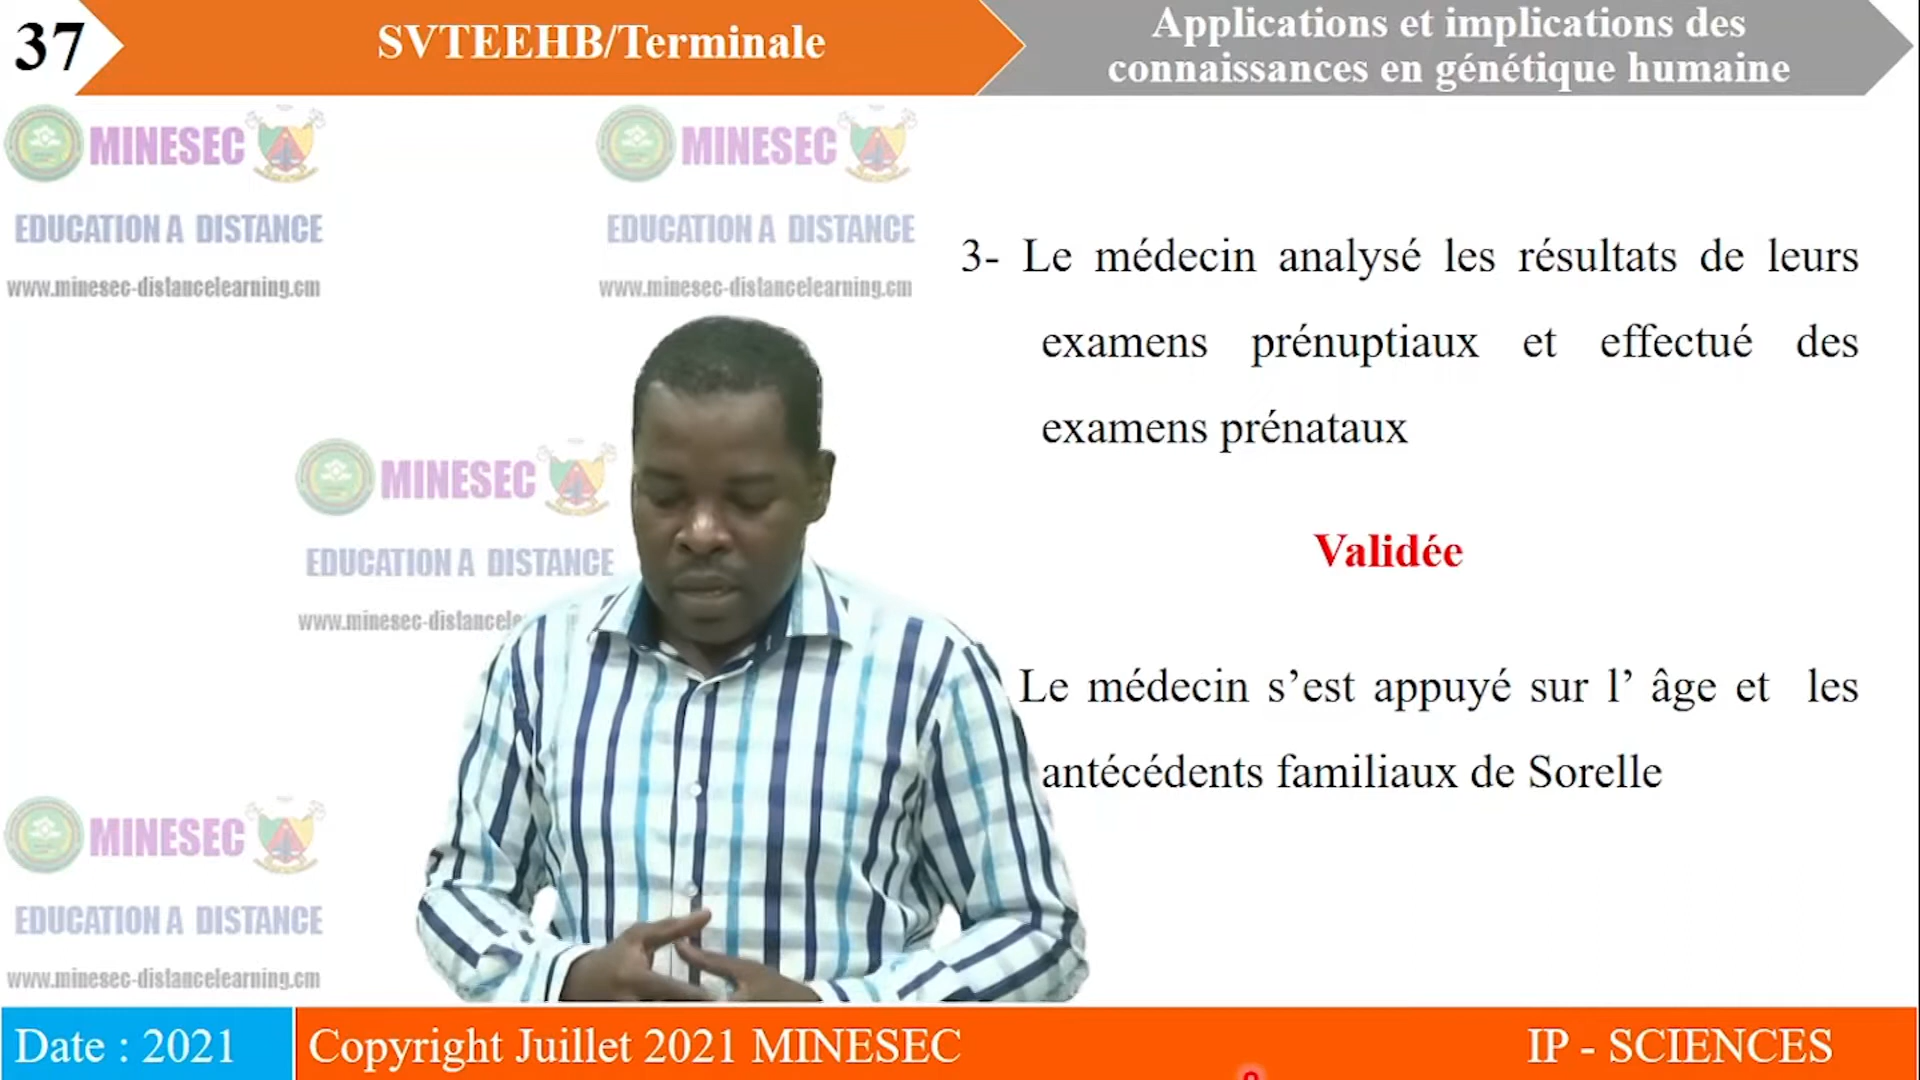 37
SVTEEHB/Terminale
Applications et implications des
connaissances en génétique humaine
MINESEC
EDUCATION A DISTANCE
www.minesec-distancelearning.cm
MINESEC
EDUCATION A DISTANCE
www.minesec-distancelearning.cm
3- Le médecin analysé les résultats de leurs
examens prénuptiaux et effectué des
examens prénataux
MINESEC
EDUCATION A DISTANCE
www.minesec-distancele
Validée
Le médecin s’est appuyé sur l’ âge et les
antécédents familiaux de Sorelle
MINESEC
EDUCATION A DISTANCE
www.minesec-distancelearning.cm
Date : 2021
Copyright Juillet 2021 MINESEC
IP - SCIENCES